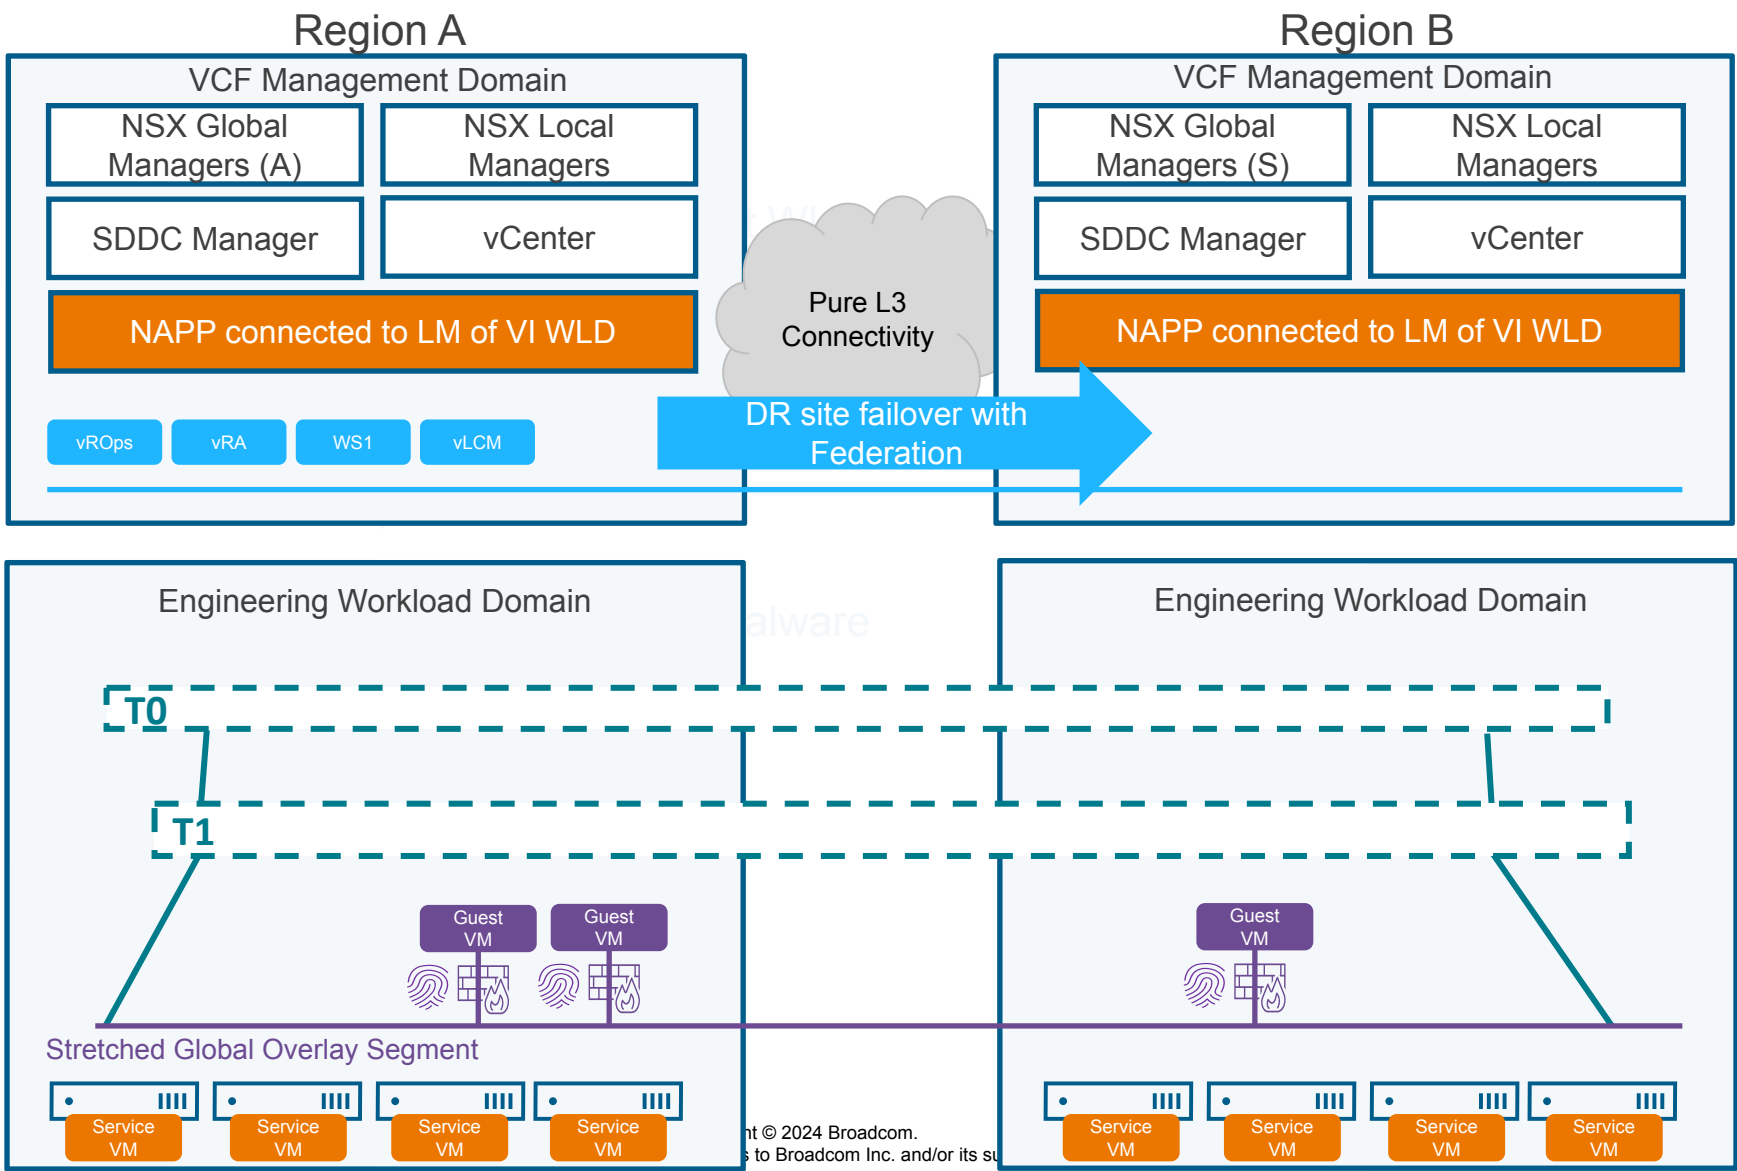 Region A
Region B
VCF Management Domain
NSX Global
Managers (A)
NSX Local
Managers
SDDC Manager
vCenter
NAPP connected to LM of VI WLD
vROps
vRA
WS1
vLCM
Pure L3
Connectivity
DR site failover with
Federation
VCF Management Domain
NSX Global
Managers (S)
NSX Local
Managers
SDDC Manager
vCenter
NAPP connected to LM of VI WLD
Engineering Workload Domain
alware
Engineering Workload Domain
T0
T1
Guest
VM
Guest
VM
Guest
VM
Stretched Global Overlay Segment
Service
VM
Service
VM
Service
VM
Service
VM
Service
VM
Service
VM
Service
VM
Service
VM
© 2024 Broadcom.
to Broadcom Inc. and/or its